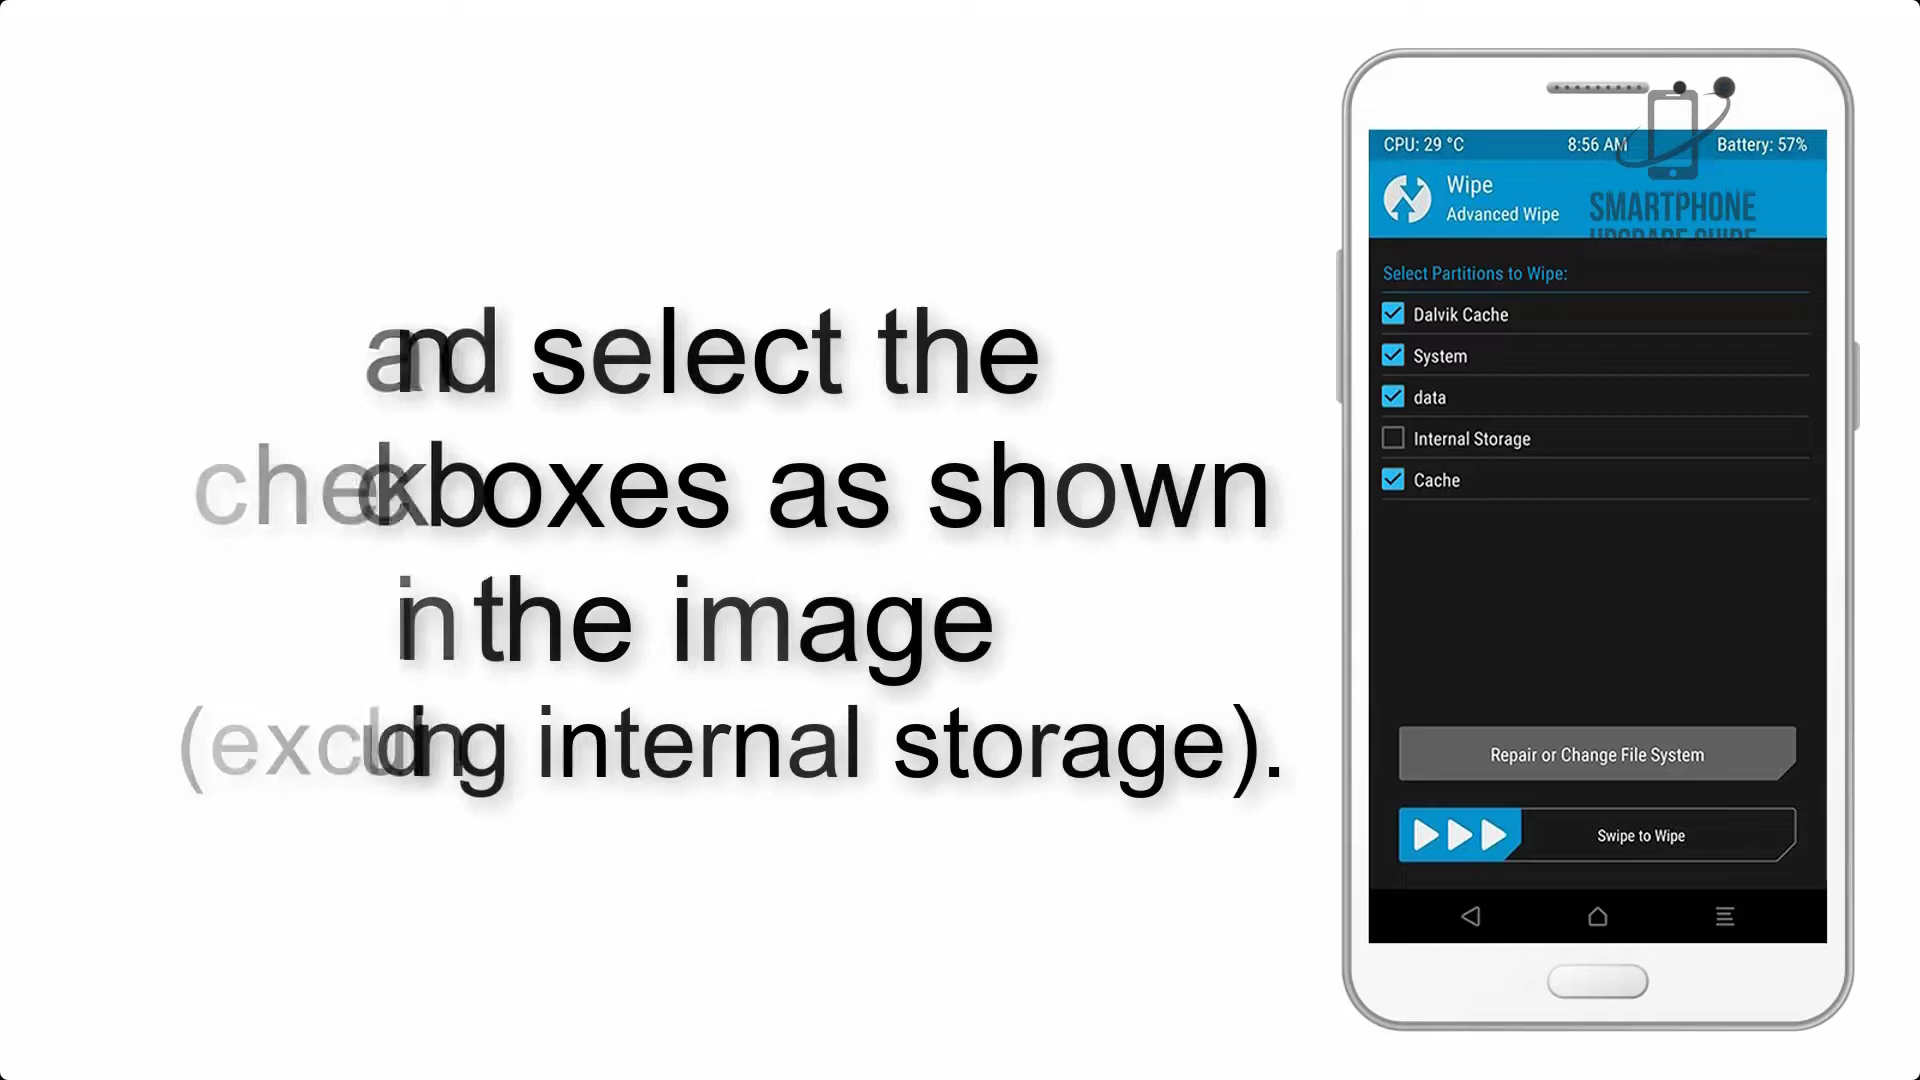 and select the
checkboxes as shown
in the image
(excluding internal storage).
CPU: 29 °C 8:56 AM Battery: 57%
Wipe
Advanced Wipe
SMARTPHONE
UPGRADE GUIDE
Select Partitions to Wipe:
Dalvik Cache
System
data
Internal Storage
Cache
Repair or Change File System
Swipe to Wipe